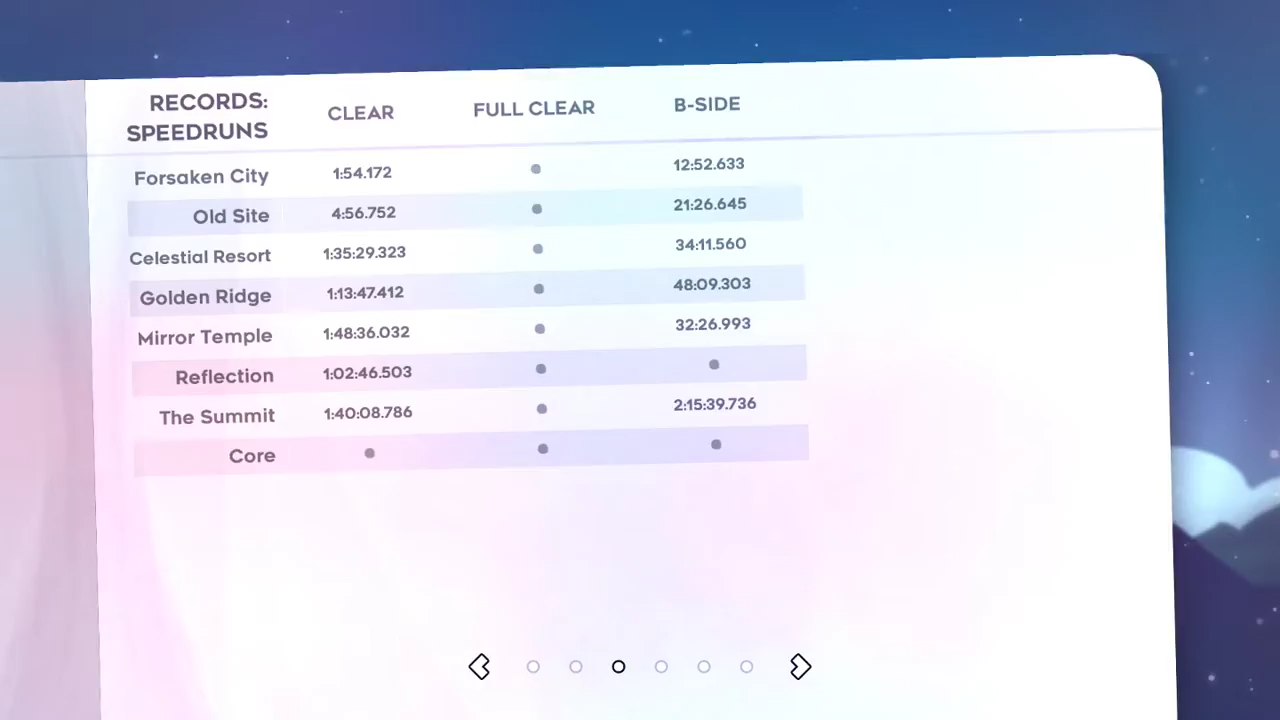 RECORDS: SPEEDRUNS CLEAR FULL CLEAR B-SIDE
Forsaken City 1:54.172 12:52.633
Old Site 4:56.752 21:26.645
Celestial Resort 1:35:29.323 34:11.560
Golden Ridge 1:13:47.412 48:09.303
Mirror Temple 1:48:36.032 32:26.993
Reflection 1:02:46.503
The Summit 1:40:08.786 2:15:39.736
Core